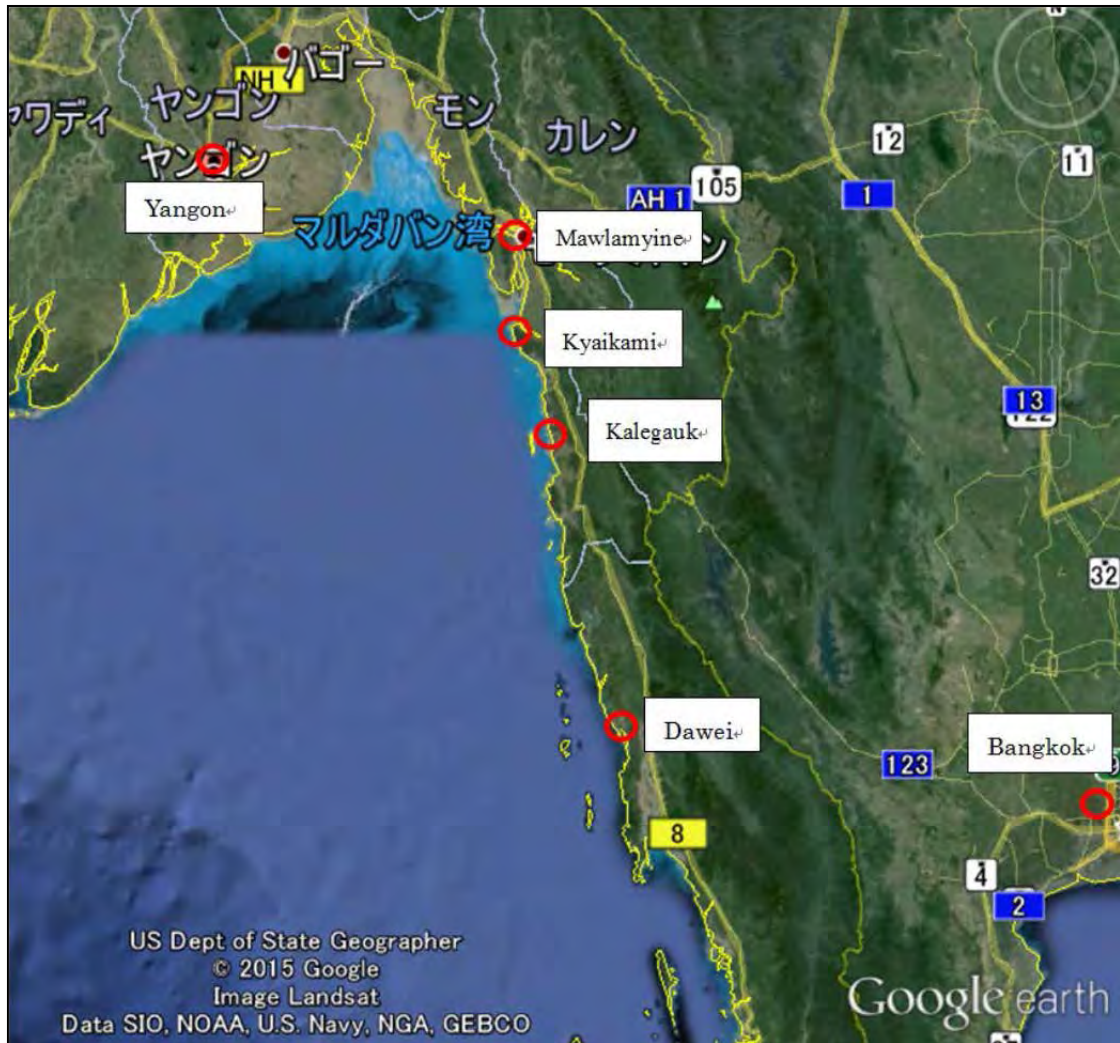 N
バゴー
NH
ヤンゴン
ヤワディ
モン
カレン
12
11
ヤンゴン
105
1
AH 1
Yangon
マルダバン湾
Mawlamyine
Kyaikami
13
Kalegauk
32
Dawei
Bangkok
123
8
4
2
US Dept of State Geographer
© 2015 Google
Image Landsat
Data SIO, NOAA, U.S. Navy, NGA, GEBCO
Google earth